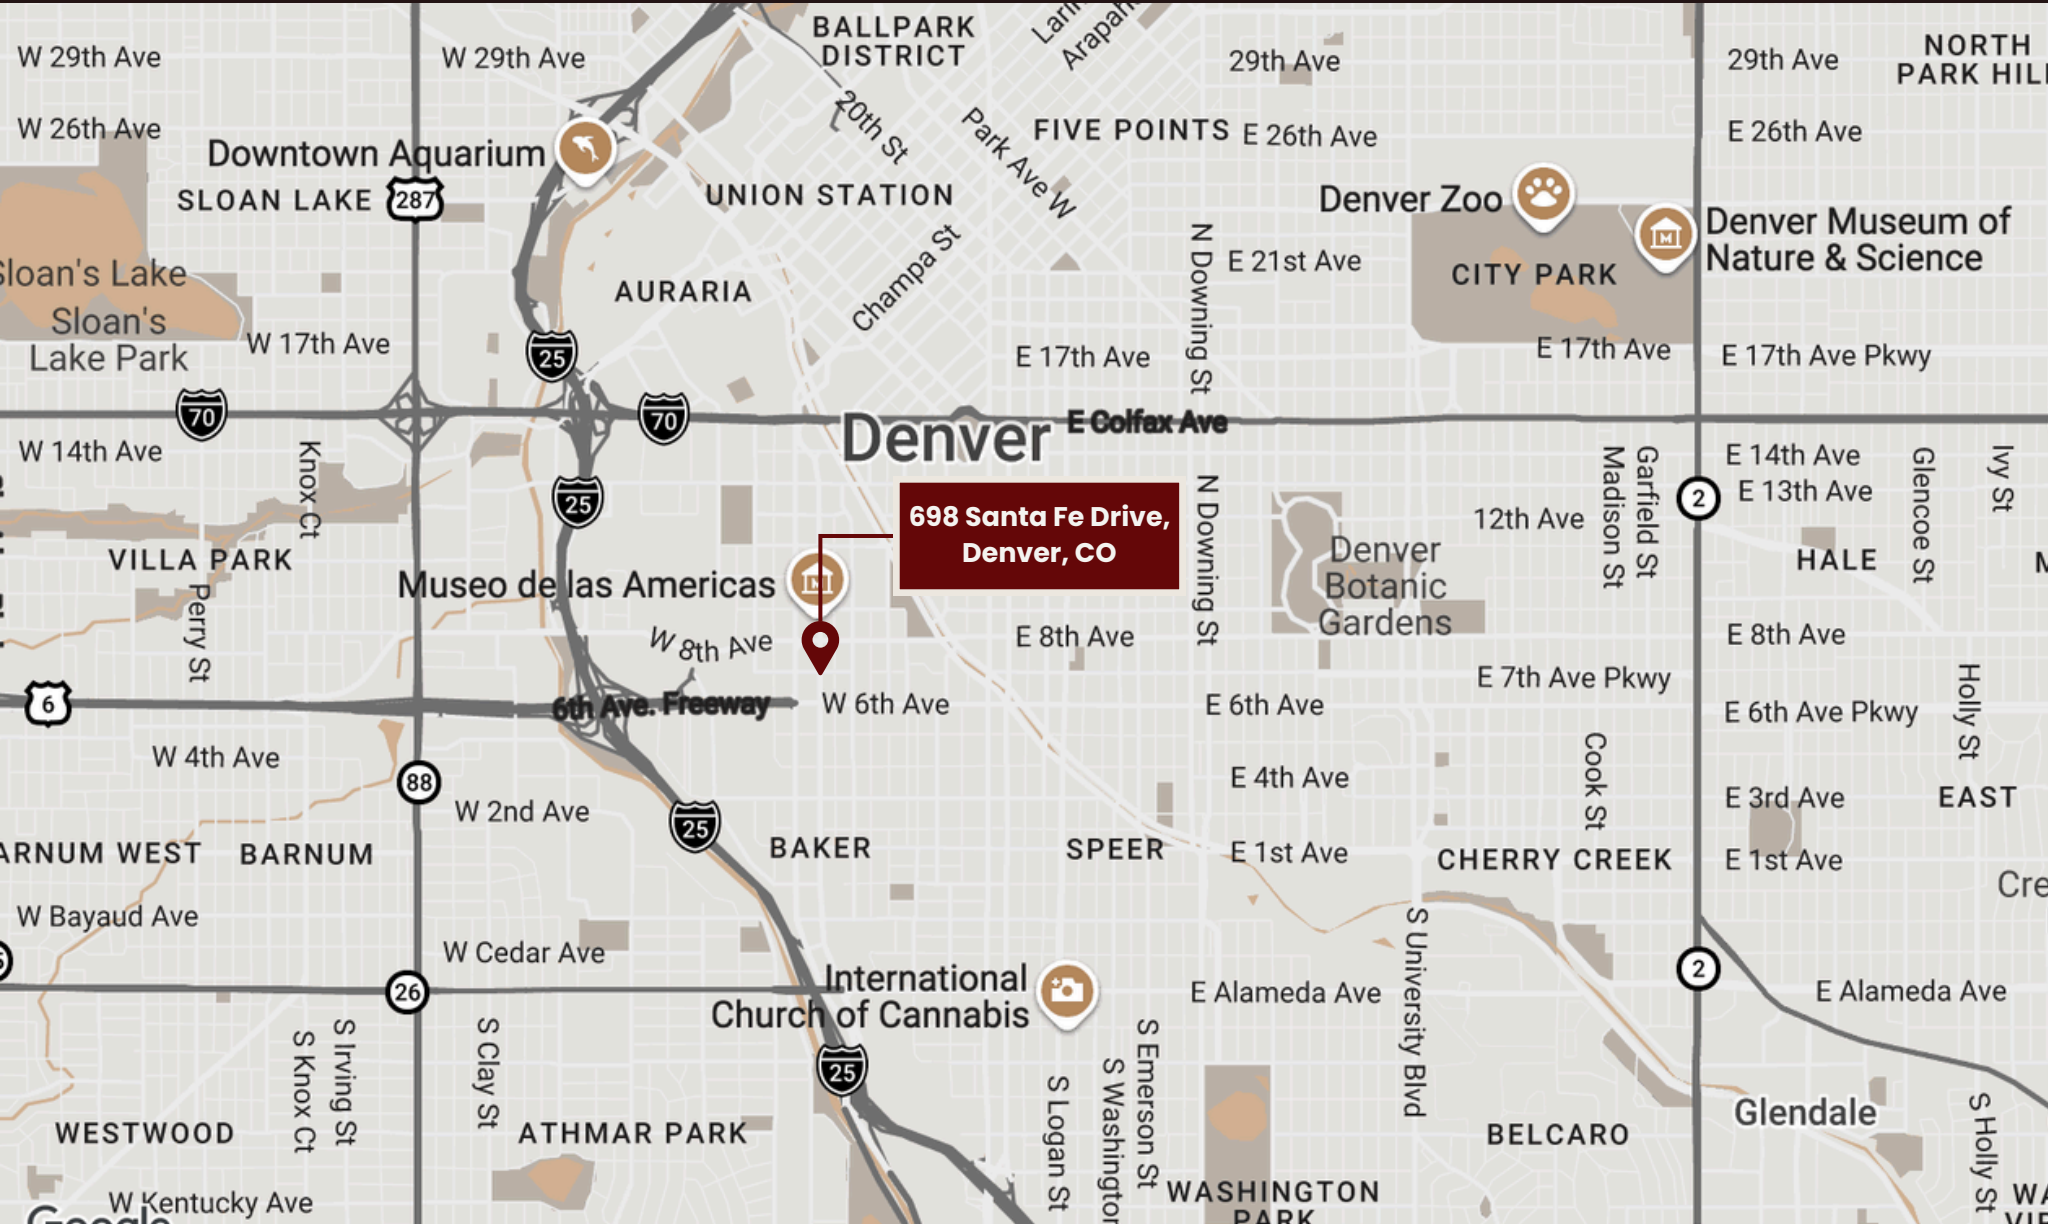 BALLPARK
DISTRICT
W 29th Ave
W 29th Ave
29th Ave
29th Ave
NORTH
PARK HIL
W 26th Ave
20th St
Park Ave W
FIVE POINTS
E 26th Ave
E 26th Ave
Downtown Aquarium
SLOAN LAKE
287
UNION STATION
Denver Zoo
Denver Museum of
Nature & Science
Champa St
N Downing St
E 21st Ave
CITY PARK
Sloan's Lake
Sloan's
Lake Park
AURARIA
W 17th Ave
25
E 17th Ave
E 17th Ave
E 17th Ave Pkwy
70
70
Denver
E Colfax Ave
W 14th Ave
Knox Ct
25
N Downing St
Madison St
Garfield St
E 14th Ave
E 13th Ave
2
Glencoe St
Ivy St
698 Santa Fe Drive,
Denver, CO
12th Ave
Denver
Botanic
Gardens
HALE
VILLA PARK
Perry St
Museo de las Americas
W 8th Ave
E 8th Ave
E 8th Ave
E 7th Ave Pkwy
6
6th Ave. Freeway
W 6th Ave
E 6th Ave
E 6th Ave Pkwy
Holly St
W 4th Ave
88
W 2nd Ave
25
E 4th Ave
Cook St
E 3rd Ave
EAST
ARNUM WEST
BARNUM
BAKER
SPEER
E 1st Ave
CHERRY CREEK
E 1st Ave
Cre
W Bayaud Ave
W Cedar Ave
26
International
Church of Cannabis
E Alameda Ave
S University Blvd
2
E Alameda Ave
S Knox Ct
S Irving St
S Clay St
25
S Logan St
S Washington
S Emerson St
WESTWOOD
ATHMAR PARK
BELCARO
Glendale
S Holly St
W Kentucky Ave
Google
WASHINGTON
PARK